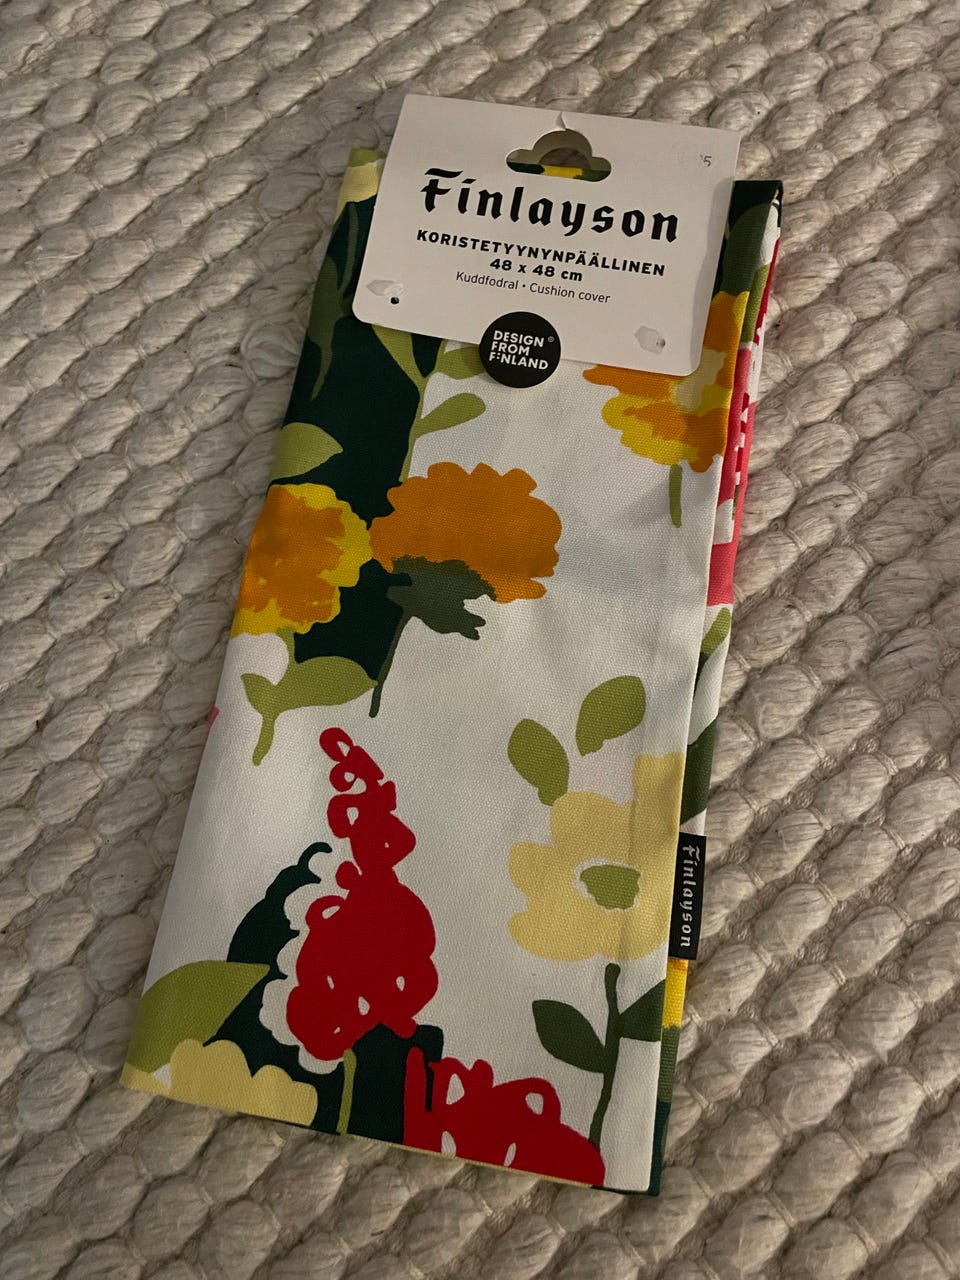 Finlayson
KORISTETYYNYNPÄÄLLINEN
48 x 48 cm
Kuddfodral • Cushion cover
DESIGN ®
FROM
FINLAND
Finlayson